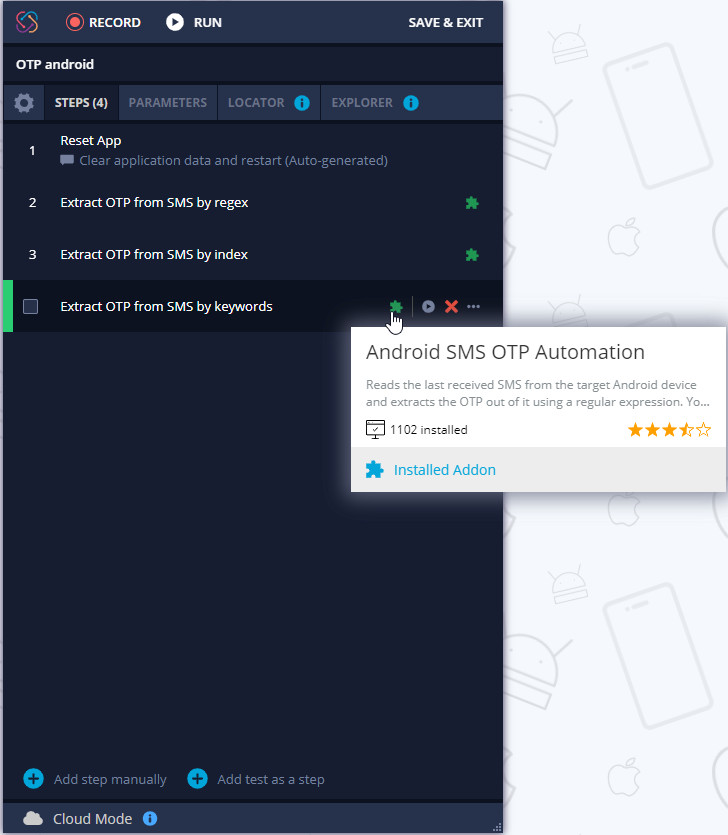 RECORD RUN SAVE & EXIT
OTP android
STEPS (4) PARAMETERS LOCATOR i EXPLORER i
1 Reset App
Clear application data and restart (Auto-generated)
2 Extract OTP from SMS by regex
3 Extract OTP from SMS by index
Extract OTP from SMS by keywords
Android SMS OTP Automation
Reads the last received SMS from the target Android device
and extracts the OTP out of it using a regular expression. Yo...
1102 installed
Installed Addon
Add step manually Add test as a step
Cloud Mode i